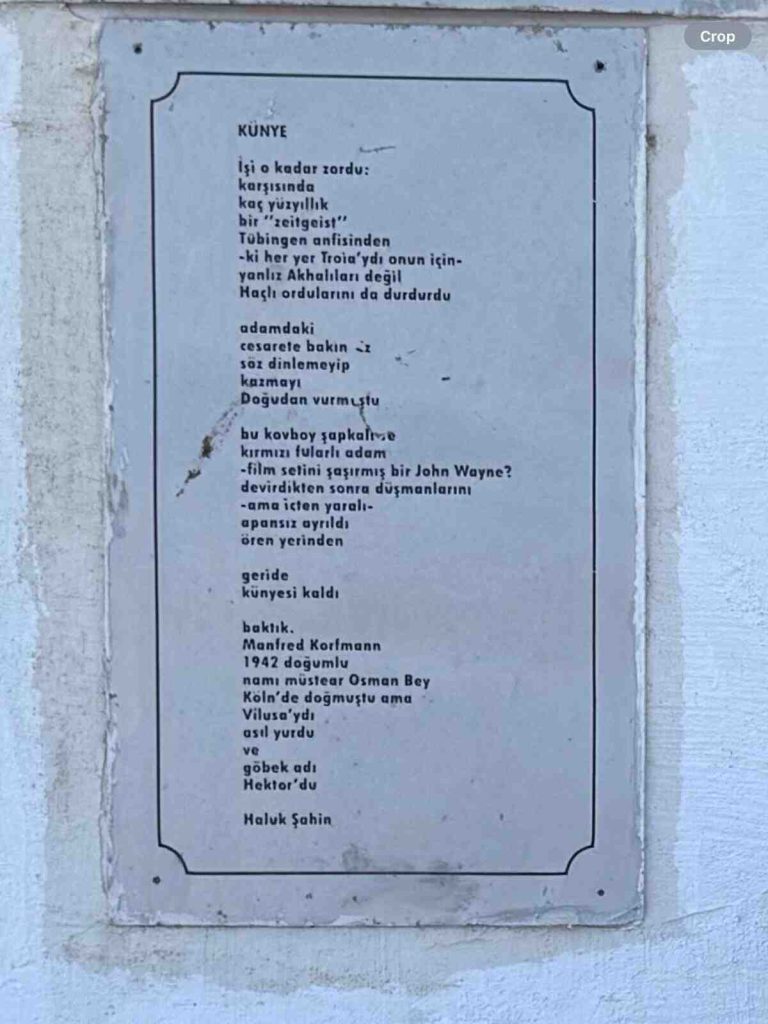 Crop
KÜNYE
İşi o kadar zordu:
karşısında
kaç yüzyıllık
bir "zeitgeist"
Tübingen anfisinden
-ki her yer Troia'ydı onun için-
yanlız Akhalıları değil
Haçlı ordularını da durdurdu
adamdaki
cesarete bakın
söz dinlemeyip
kazmayı
Doğudan vurmuştu
bu kovboy şapkalı ve
kırmızı fularlı adam
-film setini şaşırmış bir John Wayne?
devirdikten sonra düşmanlarını
-ama içten yaralı-
apansız ayrıldı
ören yerinden
geride
künyesi kaldı
baktık.
Manfred Korfmann
1942 doğumlu
namı müstear Osman Bey
Köln'de doğmuştu ama
Vilusa'ydı
asıl yurdu
ve
göbek adı
Hektor'du
Haluk Şahin